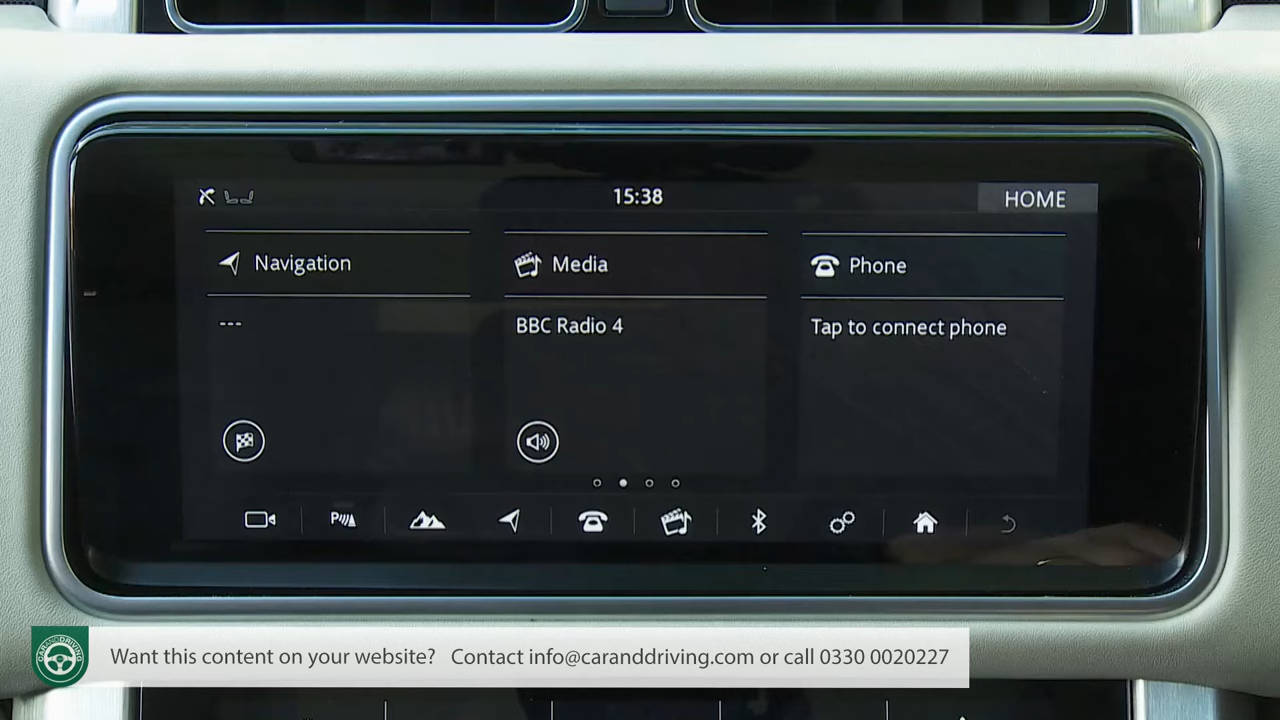 15:38
HOME
Navigation
Media
Phone
---
BBC Radio 4
Tap to connect phone
P
CARANDDRIVING
Want this content on your website? Contact info@caranddriving.com or call 0330 0020227